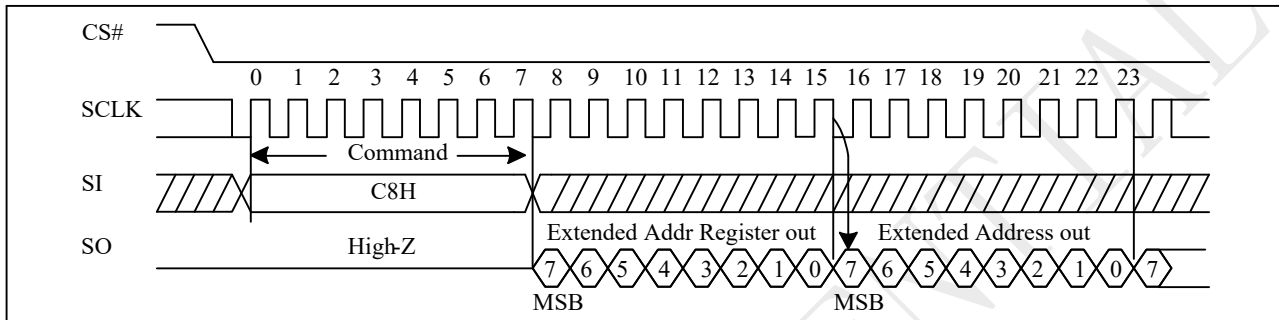 CS#
0 1 2 3 4 5 6 7 8 9 10 11 12 13 14 15 16 17 18 19 20 21 22 23
SCLK
Command
SI
C8H
Extended Addr Register out
Extended Address out
SO
High-Z
7 6 5 4 3 2 1 0 7 6 5 4 3 2 1 0 7
MSB
MSB